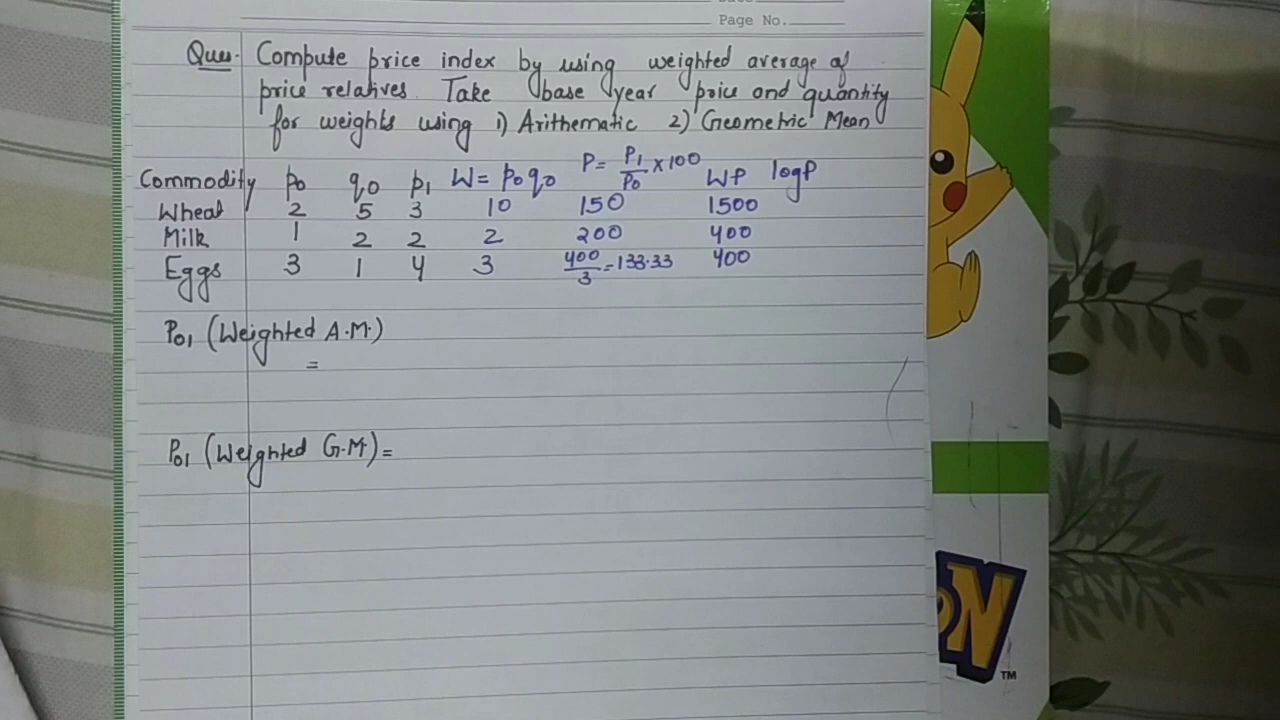 Page No.
Ques. Compute price index by using weighted average of
price relatives. Take base year price and quantity
for weights using 1) Arithematic 2) Geometric Mean
Commodity p0 q0 p1 W = p0 q0 P = P1/P0 × 100 WP logP
Wheat 2 5 3 10 150 1500
Milk 1 2 2 2 200 400
Eggs 3 1 4 3 400/3 = 133.33 400
P01 (Weighted A.M.)
=
P01 (Weighted G.M.) =
TM